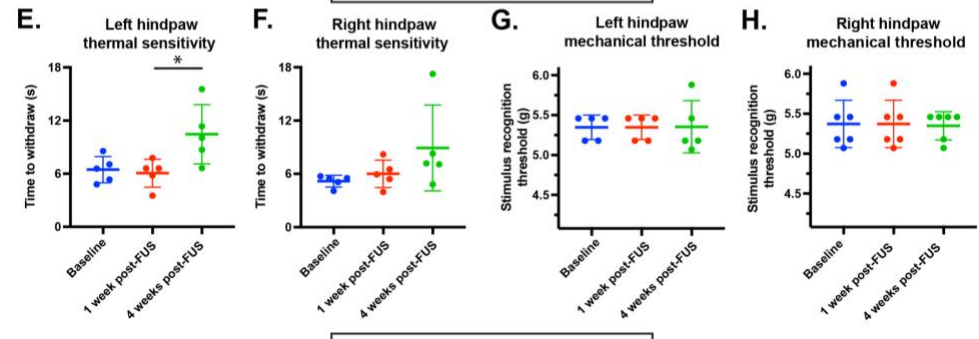 E.
Left hindpaw
thermal sensitivity
*
Time to withdraw (s)
18
12
6
0
Baseline
1 week post-FUS
4 weeks post-FUS
F.
Right hindpaw
thermal sensitivity
Time to withdraw (s)
18
12
6
0
Baseline
1 week post-FUS
4 weeks post-FUS
G.
Left hindpaw
mechanical threshold
Stimulus recognition
threshold (g)
6.0
5.5
5.0
4.5
Baseline
1 week post-FUS
4 weeks post-FUS
H.
Right hindpaw
mechanical threshold
Stimulus recognition
threshold (g)
6.0
5.5
5.0
4.5
Baseline
1 week post-FUS
4 weeks post-FUS